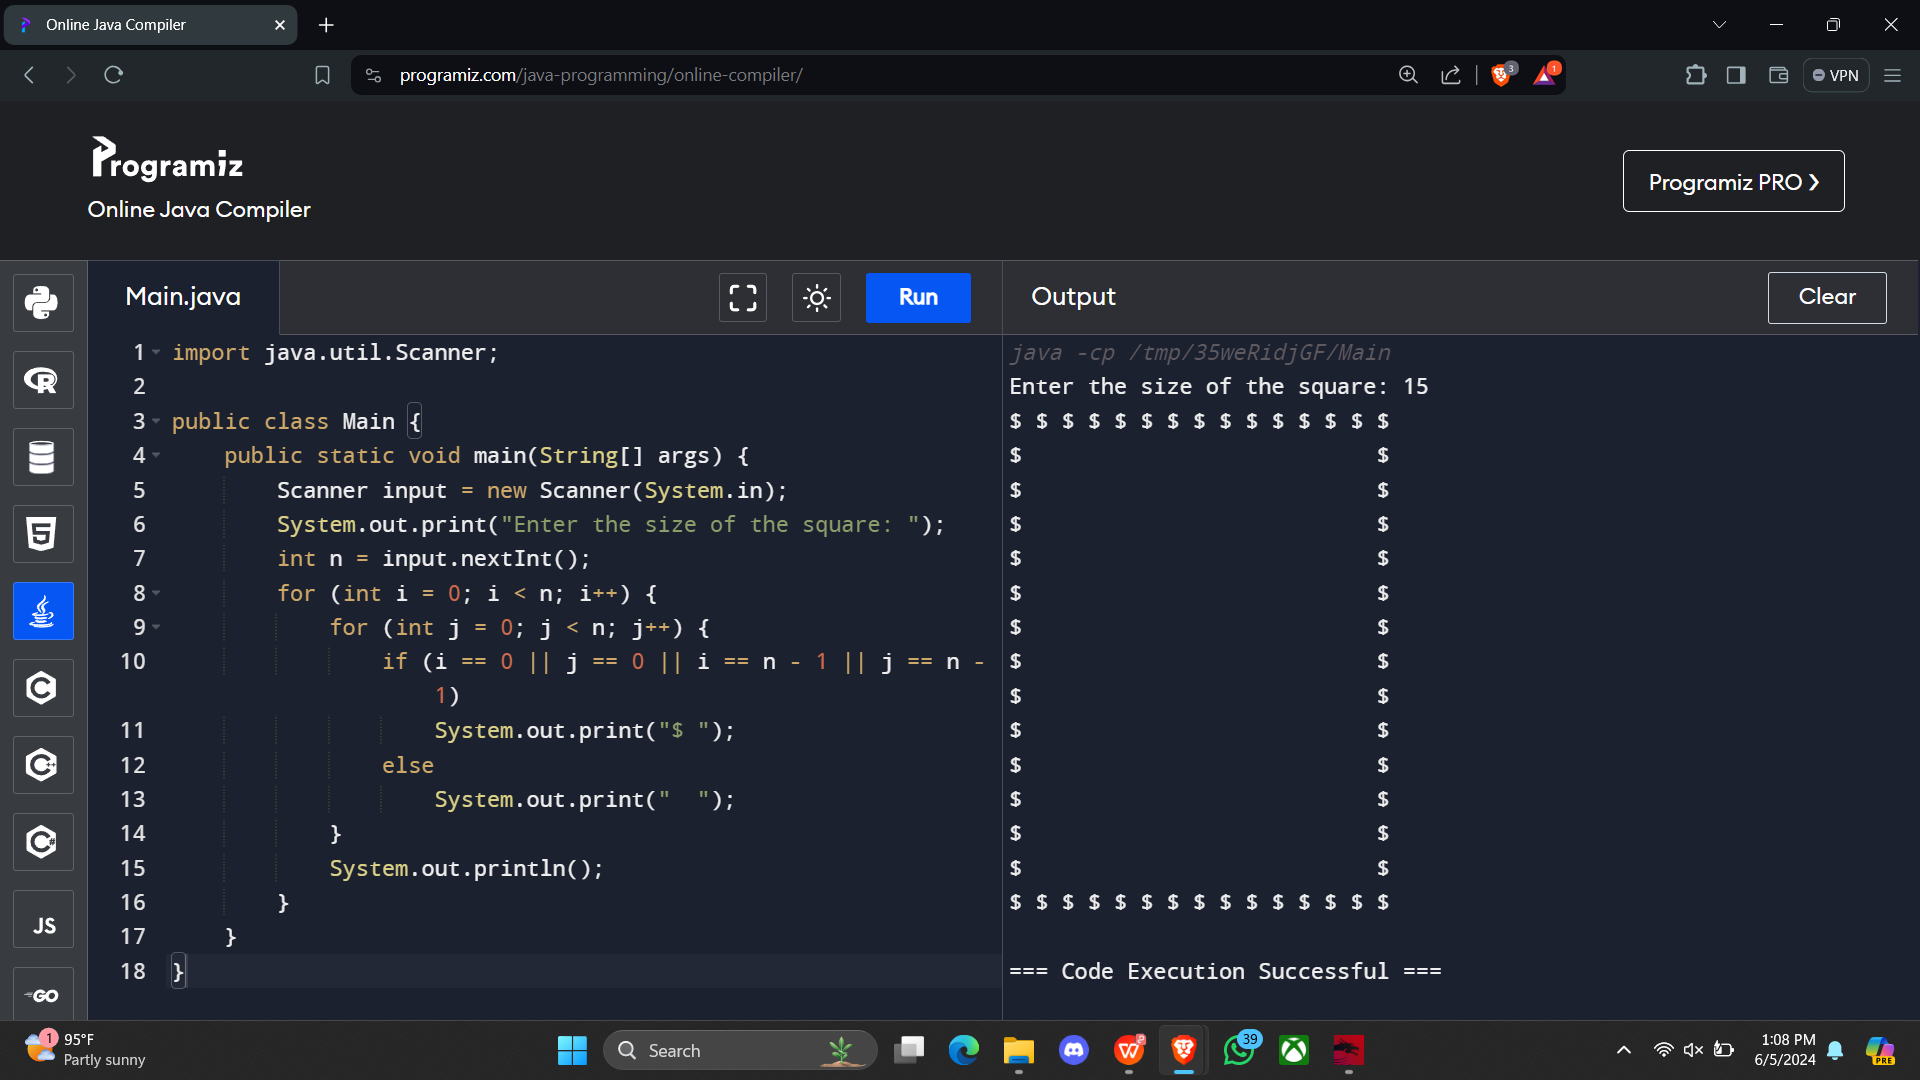 Online Java Compiler
programiz.com/java-programming/online-compiler/
3
1
VPN
Programiz
Online Java Compiler
Programiz PRO ❯
Main.java
Run
Output
Clear
1 import java.util.Scanner;
2
3 public class Main {
4     public static void main(String[] args) {
5         Scanner input = new Scanner(System.in);
6         System.out.print("Enter the size of the square: ");
7         int n = input.nextInt();
8         for (int i = 0; i < n; i++) {
9             for (int j = 0; j < n; j++) {
10                 if (i == 0 || j == 0 || i == n - 1 || j == n -
1)
11                     System.out.print("$ ");
12                 else
13                     System.out.print("  ");
14             }
15             System.out.println();
16         }
17     }
18 }
java -cp /tmp/35weRidjGF/Main
Enter the size of the square: 15
$ $ $ $ $ $ $ $ $ $ $ $ $ $ $
$                           $
$                           $
$                           $
$                           $
$                           $
$                           $
$                           $
$                           $
$                           $
$                           $
$                           $
$                           $
$                           $
$ $ $ $ $ $ $ $ $ $ $ $ $ $ $
=== Code Execution Successful ===
R
5
C
C++
C#
JS
GO
1
95°F
Partly sunny
Search
W
39
1:08 PM
6/5/2024
PRE